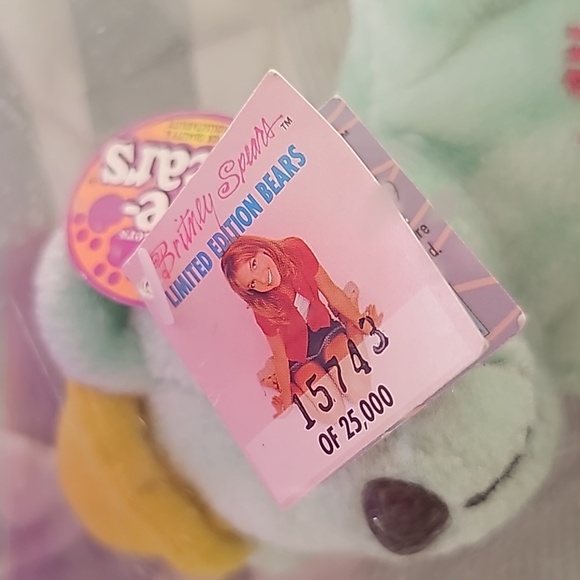 Britney Spears™
LIMITED EDITION BEARS
15743
OF 25,000